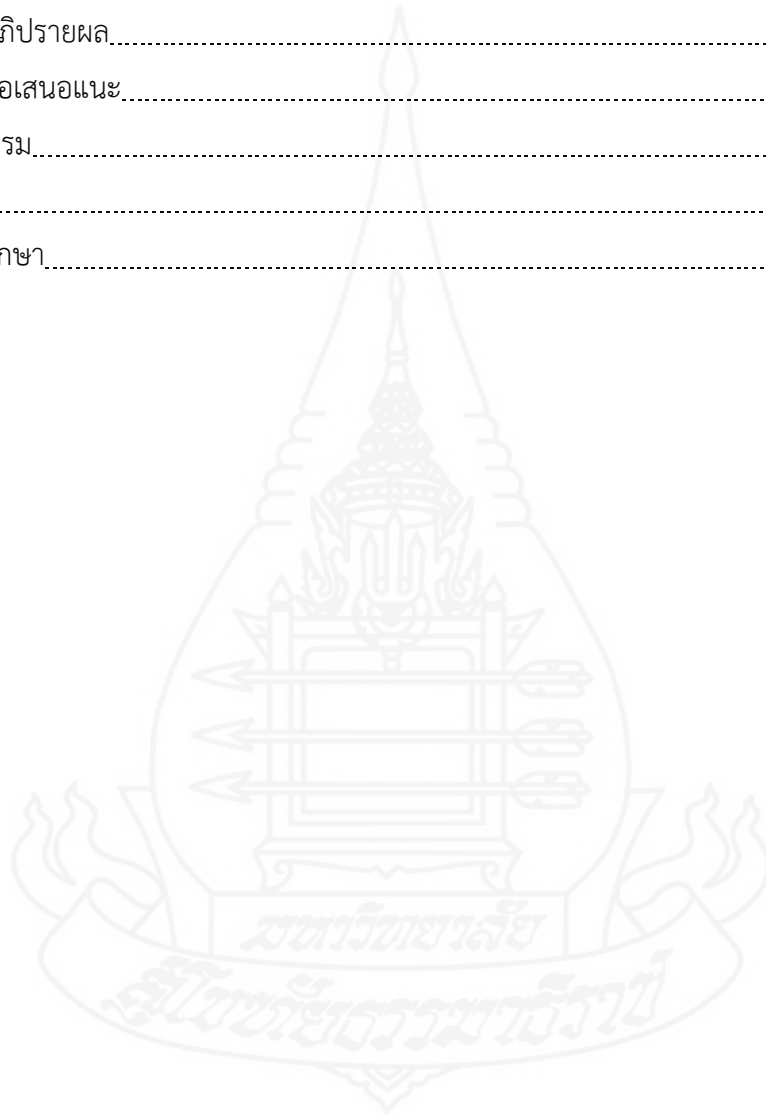 ภิปรายผล
อเสนอแนะ
รรม
กษา
มหาวิทยาลัย
สุโขทัยธรรมาธิราช